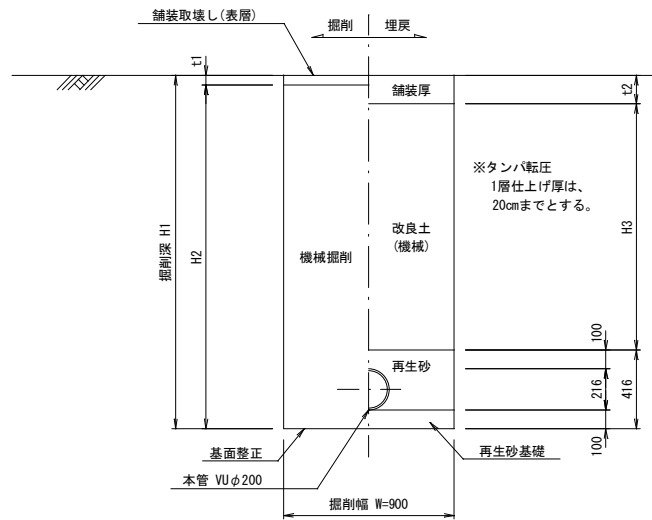 舗装取壊し(表層)
掘削 埋戻
t1
t2
舗装厚
※タンパ転圧
1層仕上げ厚は、
20cmまでとする。
掘削深 H1
H2
機械掘削
改良土
(機械)
H3
再生砂
100
216
416
100
基面整正
再生砂基礎
本管 VUφ200
掘削幅 W=900